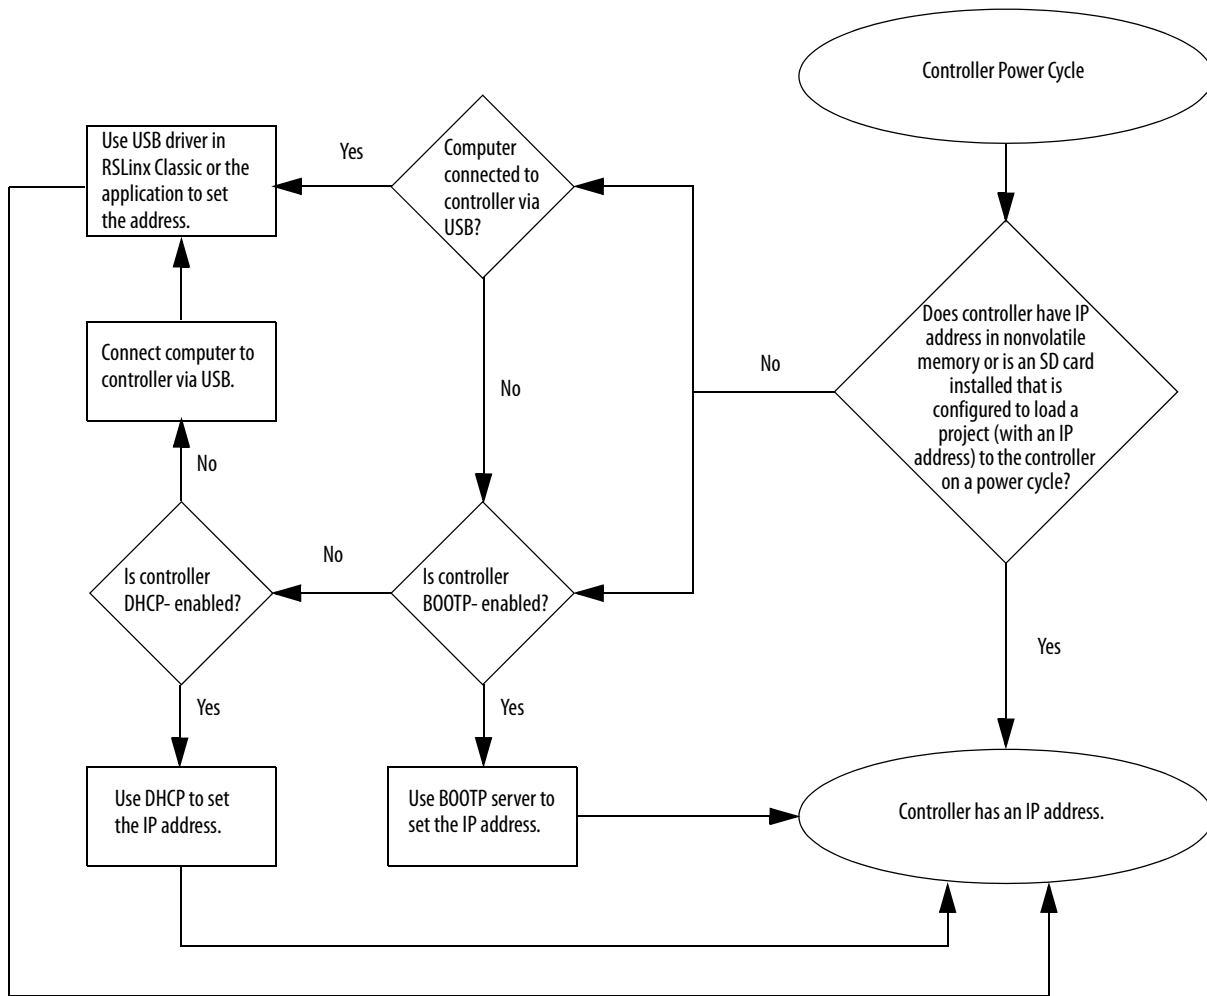 Controller Power Cycle
Use USB driver in
RSLinx Classic or the
application to set
the address.
Yes
Computer
connected to
controller via
USB?
Does controller have IP
address in nonvolatile
memory or is an SD card
installed that is
configured to load a
project (with an IP
address) to the controller
on a power cycle?
Connect computer to
controller via USB.
No
No
No
No
Is controller
DHCP- enabled?
Is controller
BOOTP- enabled?
Yes
Yes
Yes
Use DHCP to set
the IP address.
Use BOOTP server to
set the IP address.
Controller has an IP address.